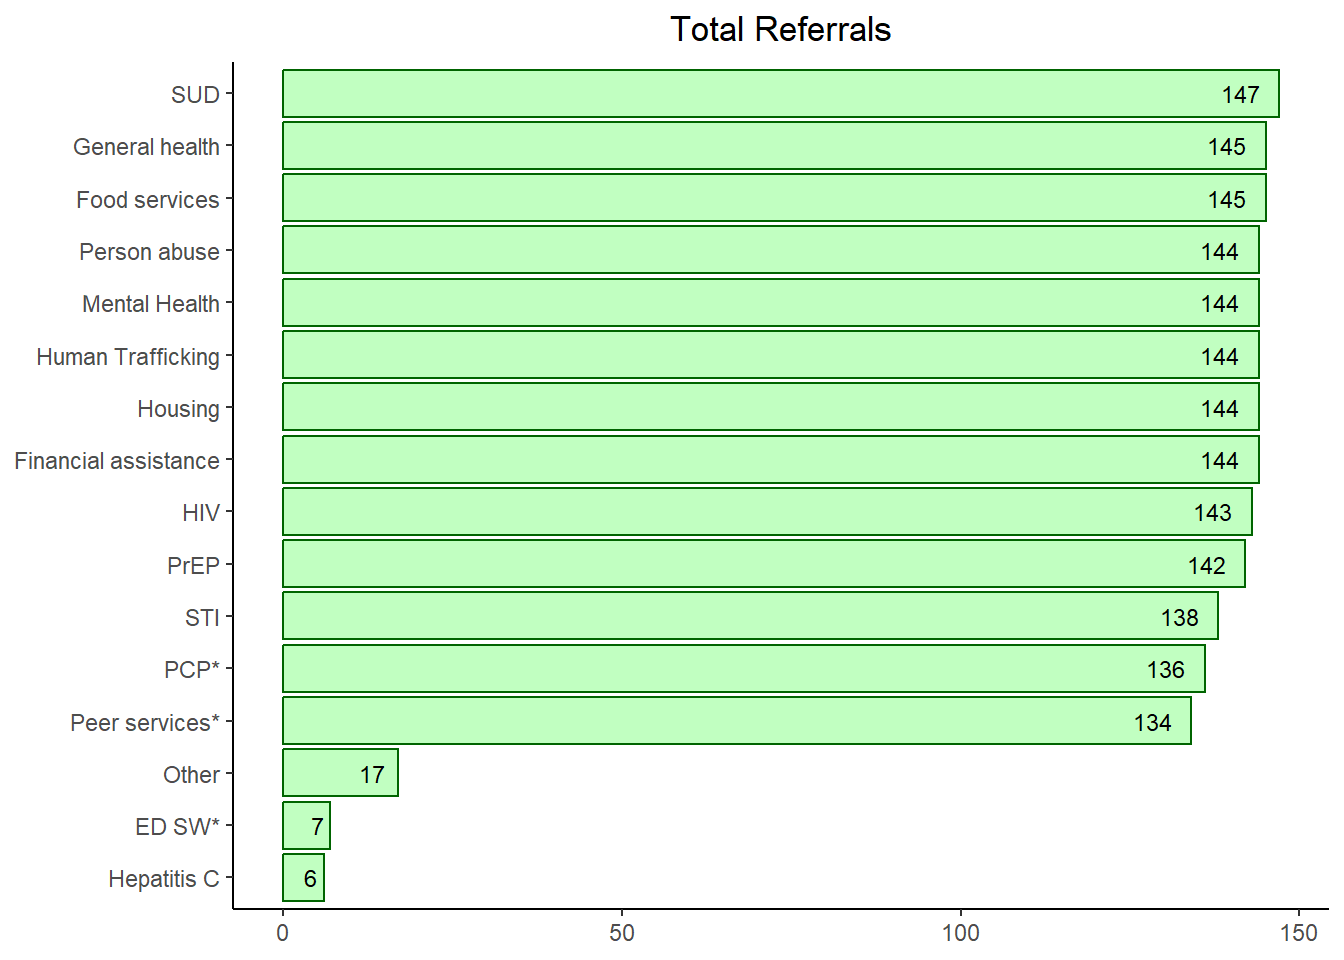 Total Referrals
SUD 147
General health 145
Food services 145
Person abuse 144
Mental Health 144
Human Trafficking 144
Housing 144
Financial assistance 144
HIV 143
PrEP 142
STI 138
PCP* 136
Peer services* 134
Other 17
ED SW* 7
Hepatitis C 6
0 50 100 150